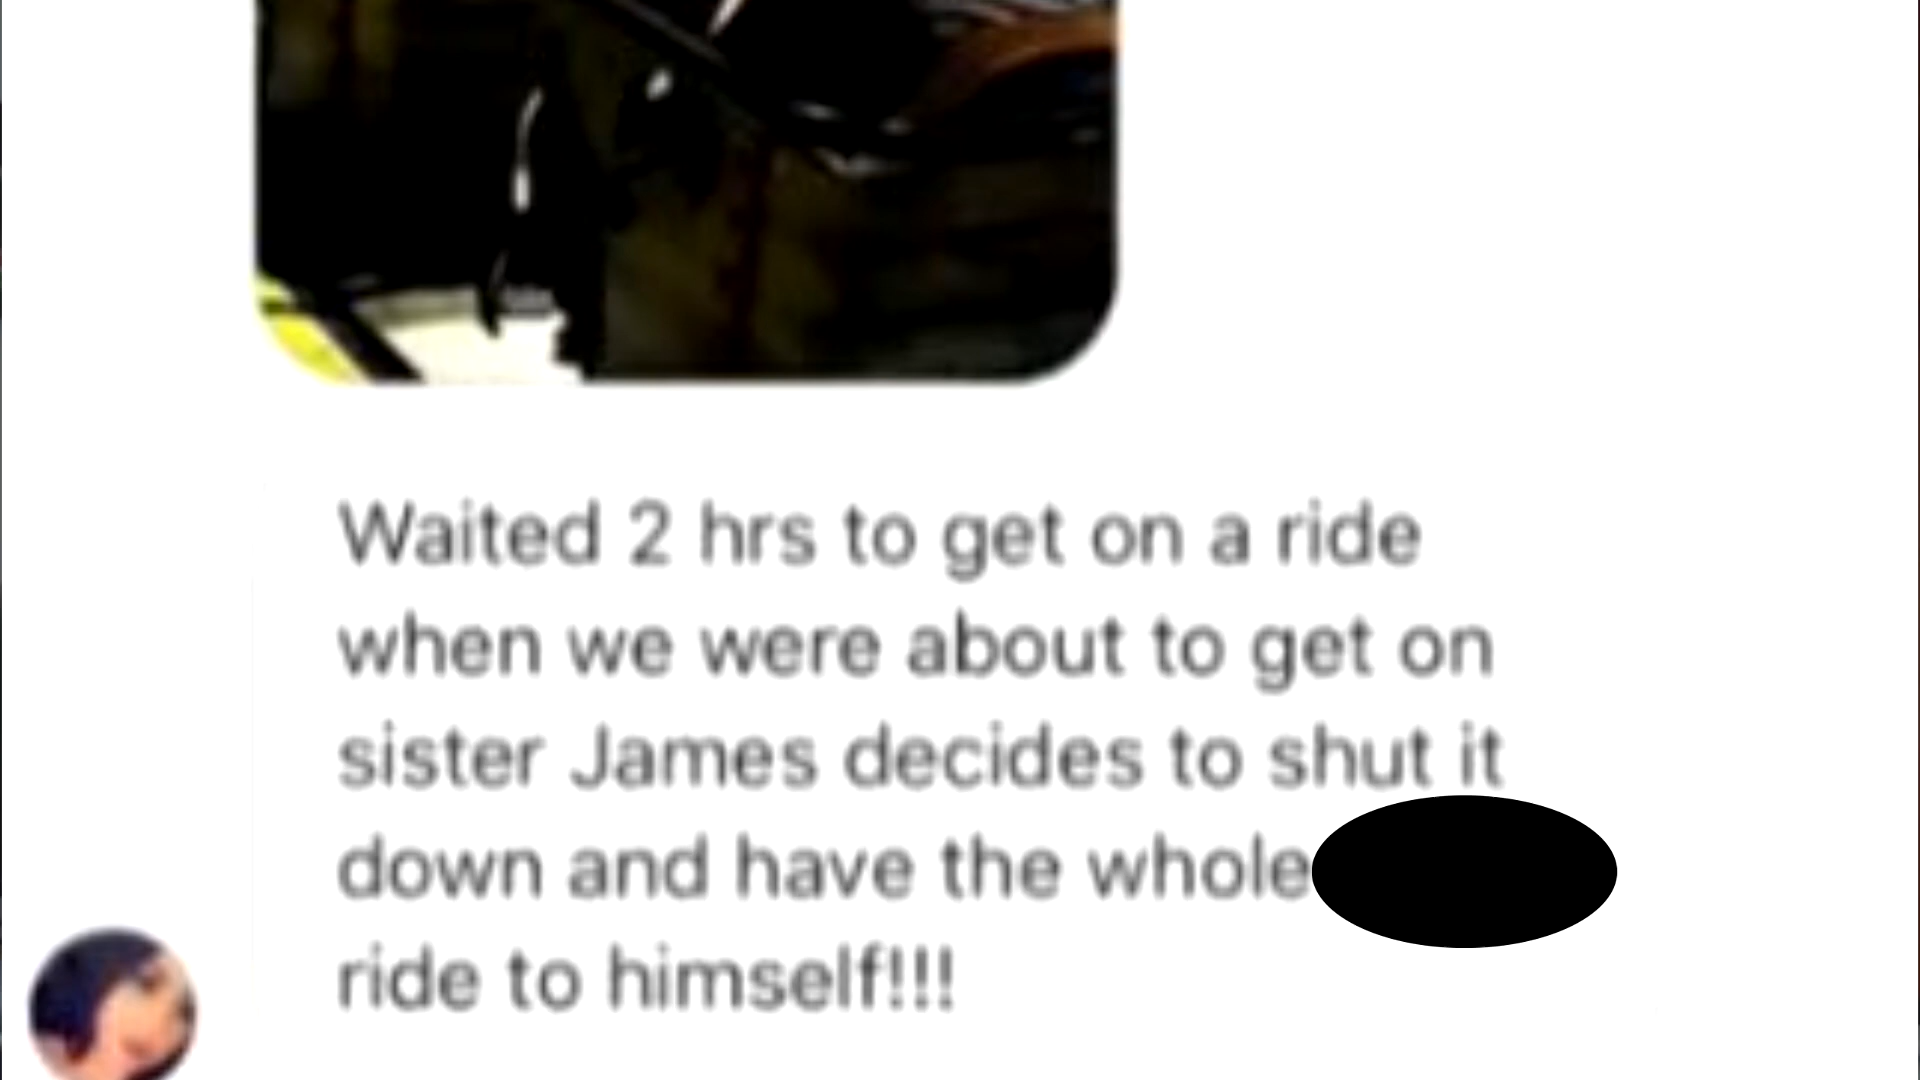 Waited 2 hrs to get on a ride
when we were about to get on
sister James decides to shut it
down and have the whole
ride to himself!!!